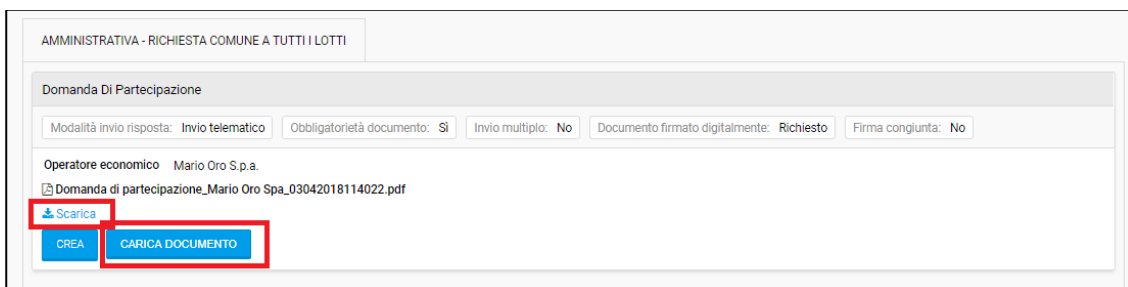 AMMINISTRATIVA - RICHIESTA COMUNE A TUTTI I LOTTI
Domanda Di Partecipazione
Modalità invio risposta: Invio telematico Obbligatorietà documento: Sì Invio multiplo: No Documento firmato digitalmente: Richiesto Firma congiunta: No
Operatore economico Mario Oro S.p.a.
Domanda di partecipazione_Mario Oro Spa_03042018114022.pdf
Scarica
CREA CARICA DOCUMENTO